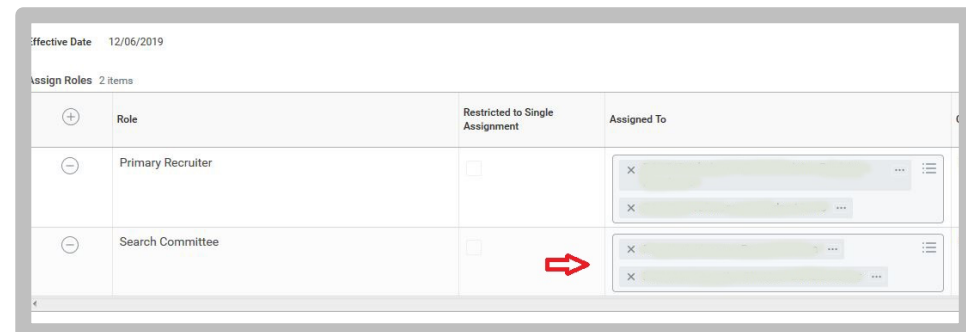 Effective Date 12/06/2019
Assign Roles 2 items
Role
Restricted to Single
Assignment
Assigned To
Primary Recruiter
Search Committee